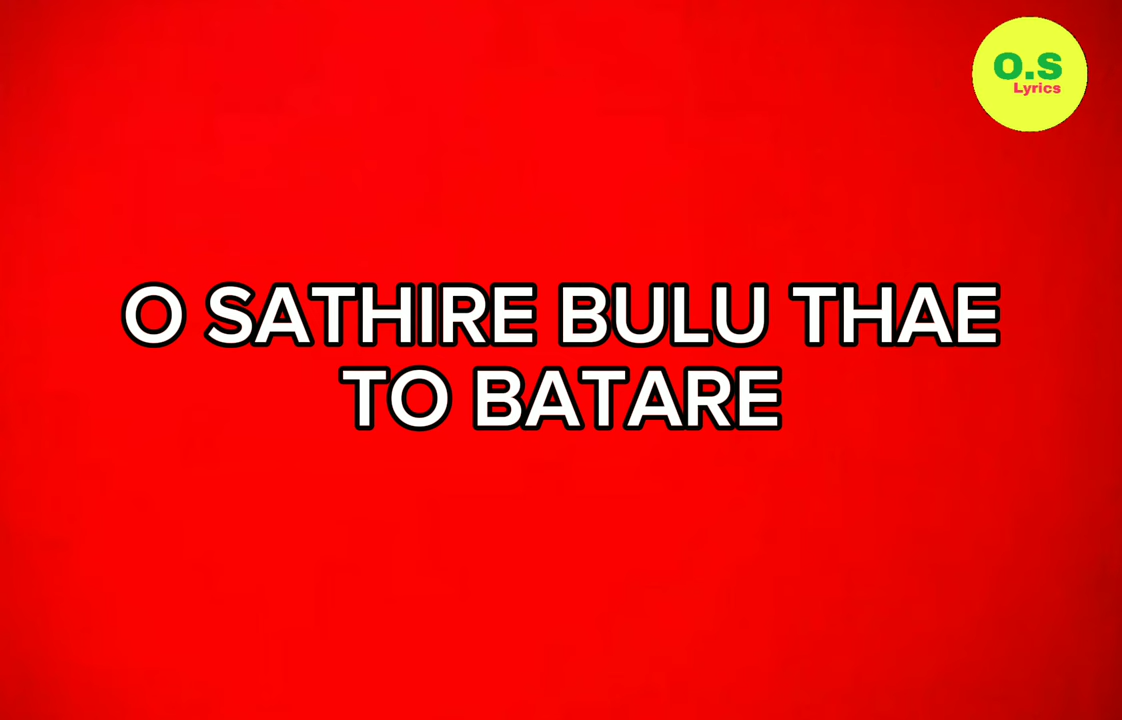 O.S
Lyrics
O SATHIRE BULU THAE
TO BATARE